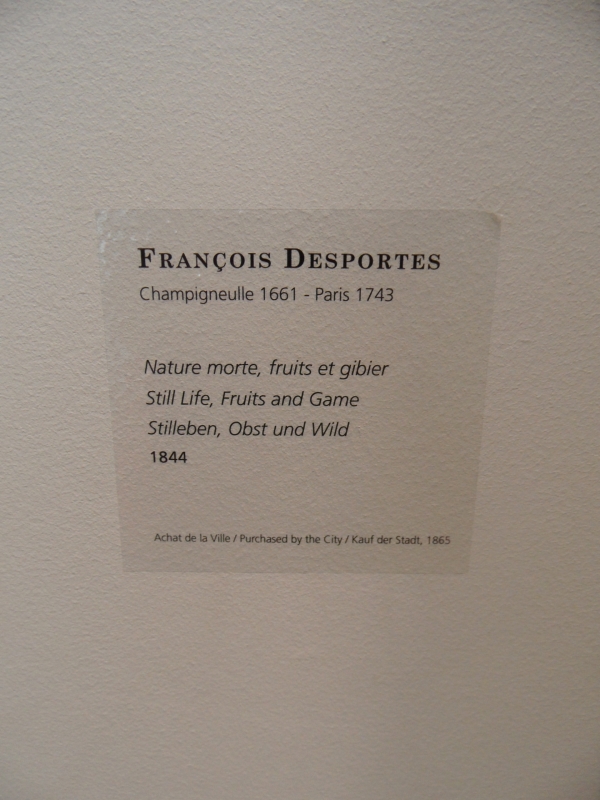 François Desportes
Champigneulle 1661 - Paris 1743
Nature morte, fruits et gibier
Still Life, Fruits and Game
Stilleben, Obst und Wild
1844
Achat de la Ville / Purchased by the City / Kauf der Stadt, 1865